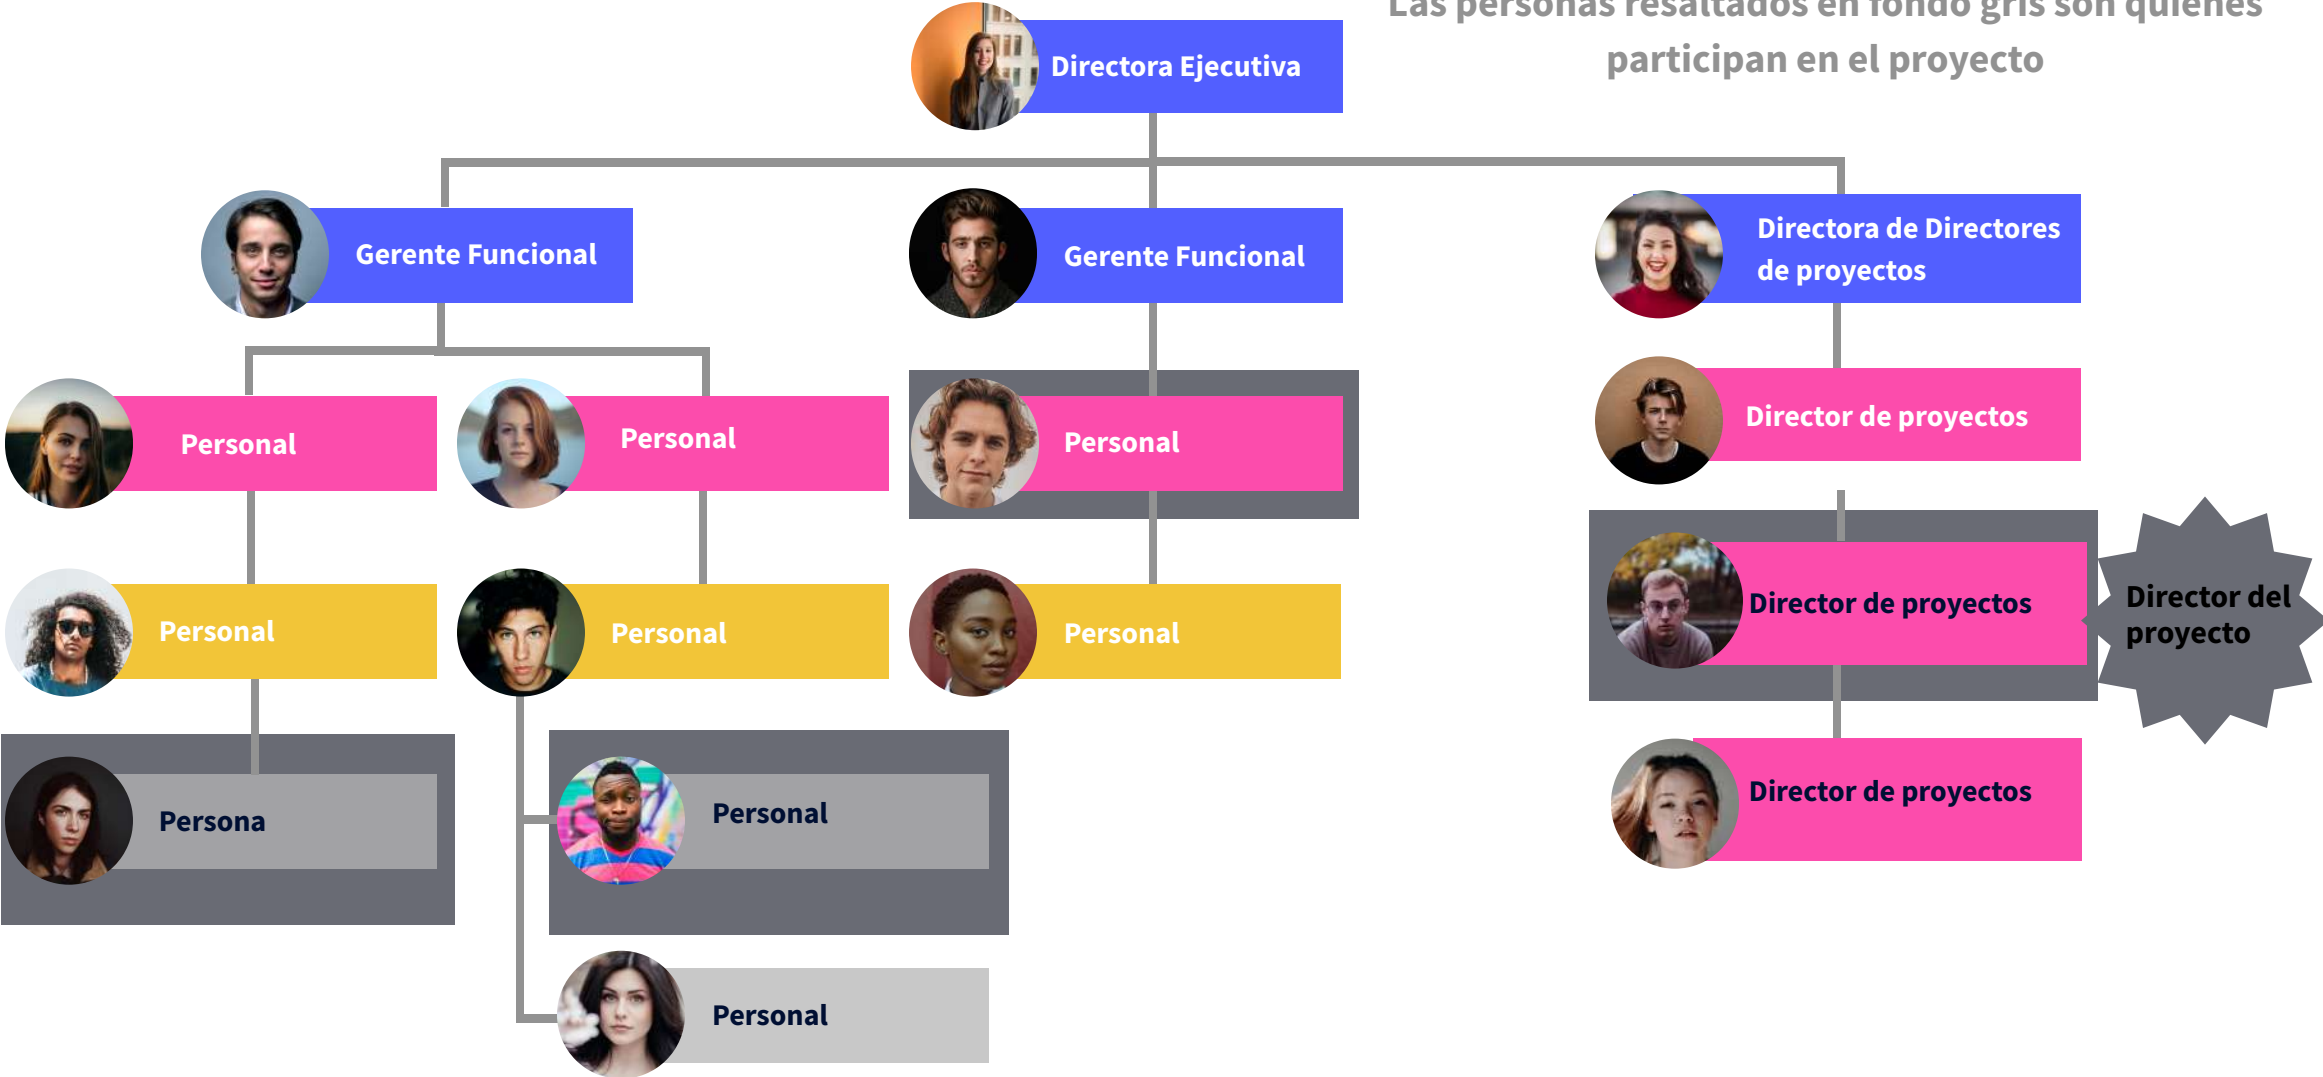 Las personas resaltados en fondo gris son quienes
participan en el proyecto
Directora Ejecutiva
Gerente Funcional
Gerente Funcional
Directora de Directores
de proyectos
Personal
Personal
Personal
Director de proyectos
Personal
Personal
Personal
Director de proyectos
Director del
proyecto
Persona
Personal
Director de proyectos
Personal